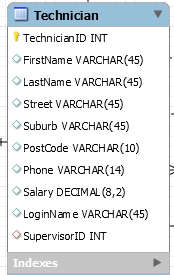 Technician
TechnicianID INT
FirstName VARCHAR(45)
LastName VARCHAR(45)
Street VARCHAR(45)
Suburb VARCHAR(45)
PostCode VARCHAR(10)
Phone VARCHAR(14)
Salary DECIMAL(8,2)
LoginName VARCHAR(45)
SupervisorID INT
Indexes